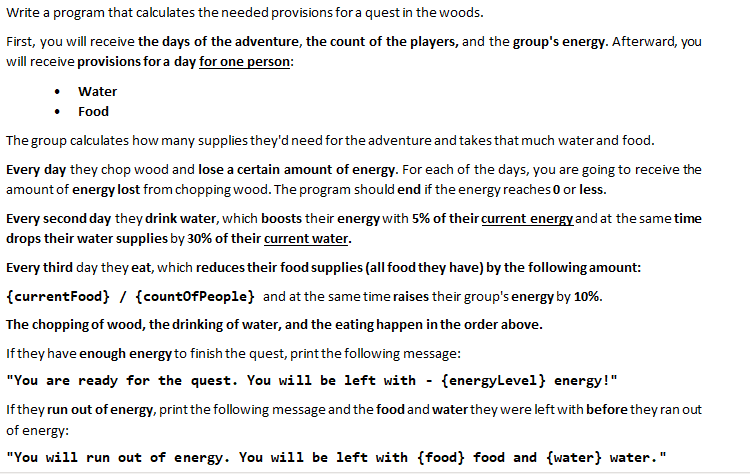 Write a program that calculates the needed provisions for a quest in the woods.
First, you will receive the days of the adventure, the count of the players, and the group's energy. Afterward, you
will receive provisions for a day for one person:
• Water
• Food
The group calculates how many supplies they'd need for the adventure and takes that much water and food.
Every day they chop wood and lose a certain amount of energy. For each of the days, you are going to receive the
amount of energy lost from chopping wood. The program should end if the energy reaches 0 or less.
Every second day they drink water, which boosts their energy with 5% of their current energy and at the same time
drops their water supplies by 30% of their current water.
Every third day they eat, which reduces their food supplies (all food they have) by the following amount:
{currentFood} / {countOfPeople} and at the same time raises their group's energy by 10%.
The chopping of wood, the drinking of water, and the eating happen in the order above.
If they have enough energy to finish the quest, print the following message:
"You are ready for the quest. You will be left with - {energyLevel} energy!"
If they run out of energy, print the following message and the food and water they were left with before they ran out
of energy:
"You will run out of energy. You will be left with {food} food and {water} water."